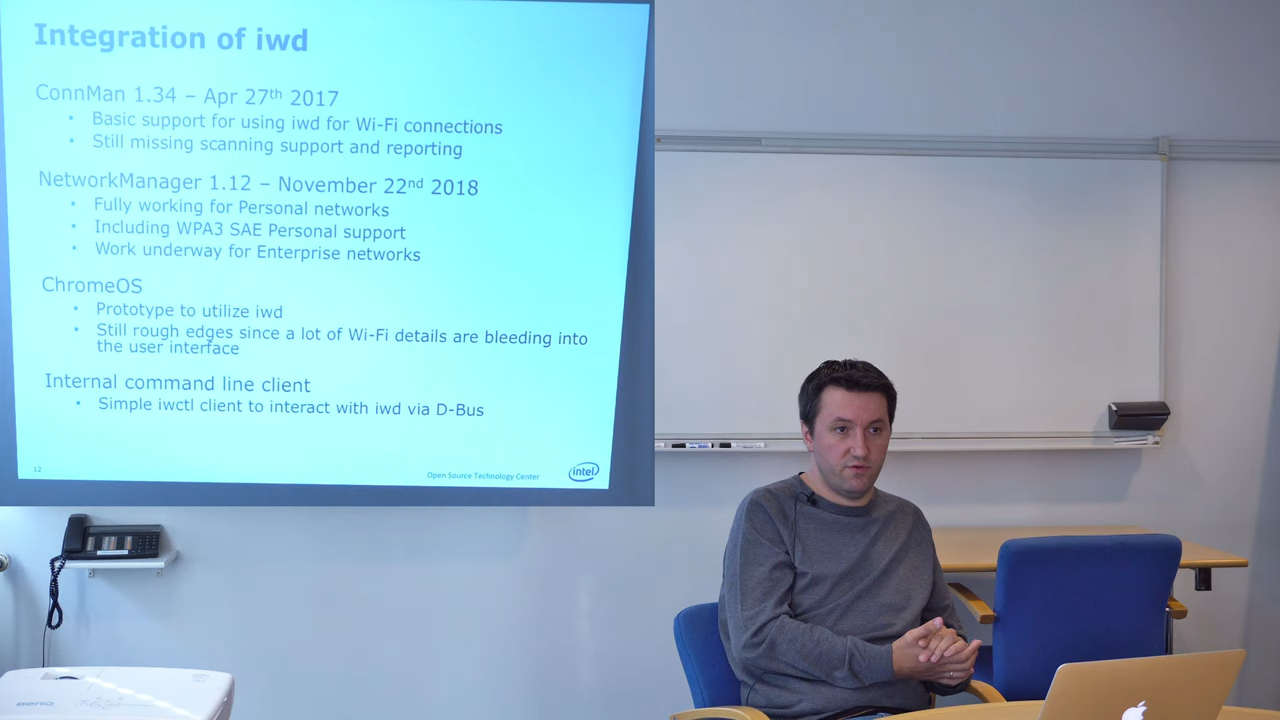 Integration of iwd
ConnMan 1.34 – Apr 27th 2017
• Basic support for using iwd for Wi-Fi connections
• Still missing scanning support and reporting
NetworkManager 1.12 – November 22nd 2018
• Fully working for Personal networks
• Including WPA3 SAE Personal support
• Work underway for Enterprise networks
ChromeOS
• Prototype to utilize iwd
• Still rough edges since a lot of Wi-Fi details are bleeding into
the user interface
Internal command line client
• Simple iwctl client to interact with iwd via D-Bus
12
Open Source Technology Center
intel
BenQ